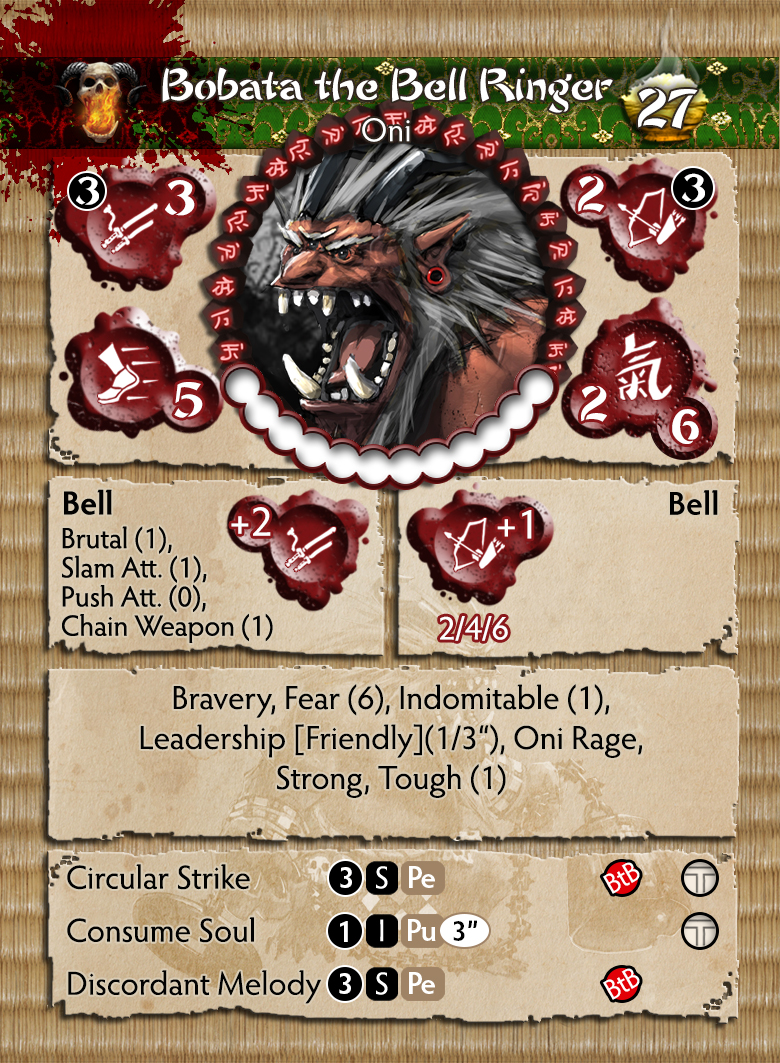 Bobata the Bell Ringer
27
Oni
3 3
2 3
5
氣
2 6
Bell
+2
Brutal (1),
Slam Att. (1),
Push Att. (0),
Chain Weapon (1)
+1
Bell
2/4/6
Bravery, Fear (6), Indomitable (1),
Leadership [Friendly](1/3“), Oni Rage,
Strong, Tough (1)
Circular Strike 3 S Pe BtB T
Consume Soul 1 I Pu 3” T
Discordant Melody 3 S Pe BtB